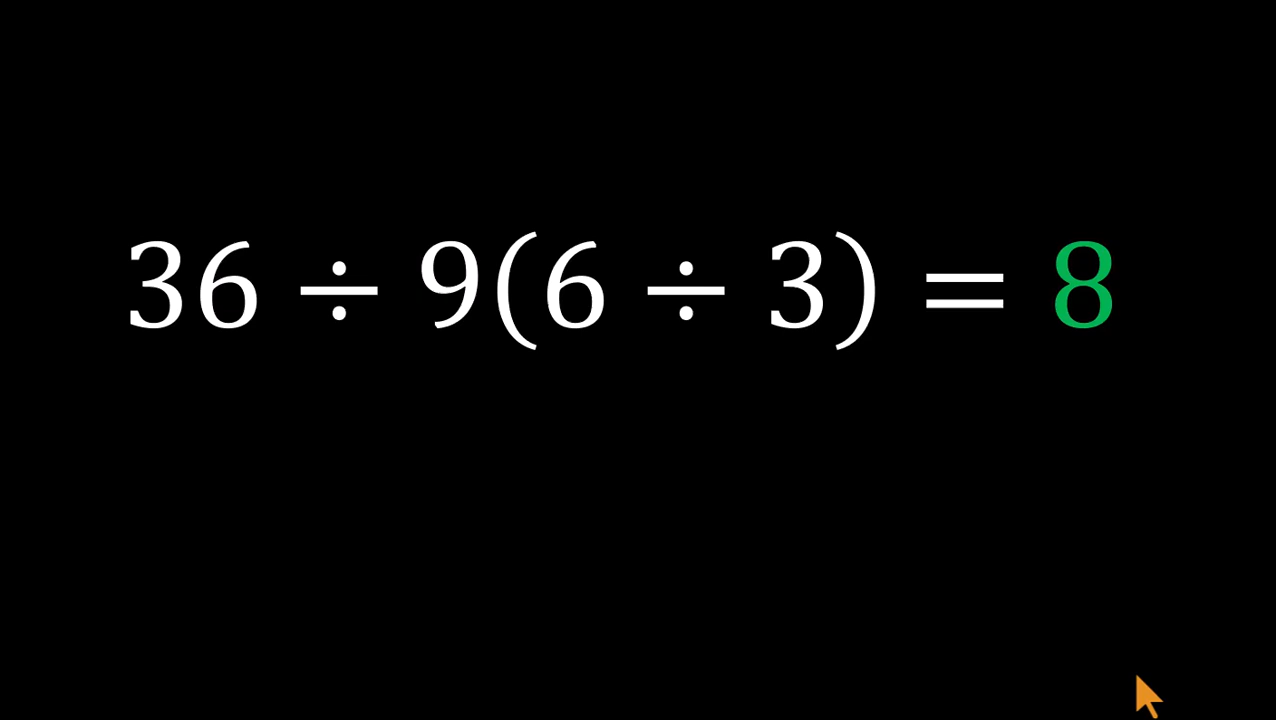 36 ÷ 9(6 ÷ 3) = 8